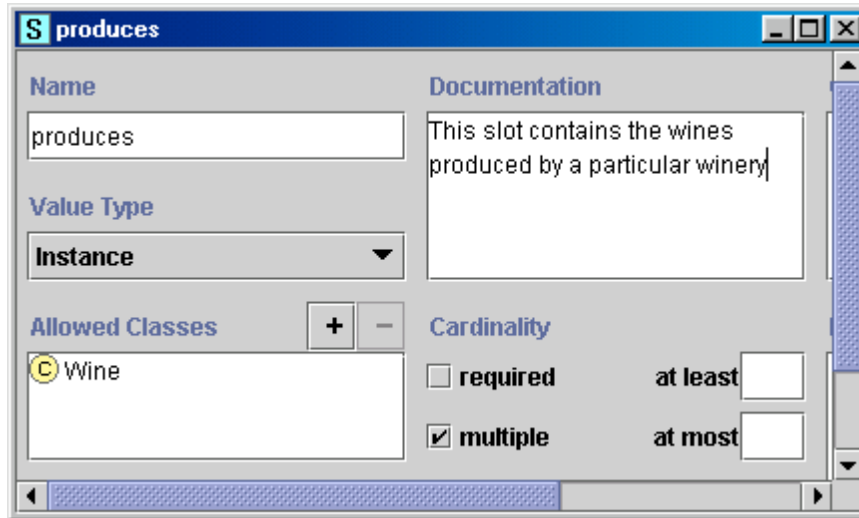 S produces
Name
Documentation
produces
This slot contains the wines
produced by a particular winery
Value Type
Instance
Allowed Classes + −
C Wine
Cardinality
required at least
multiple at most